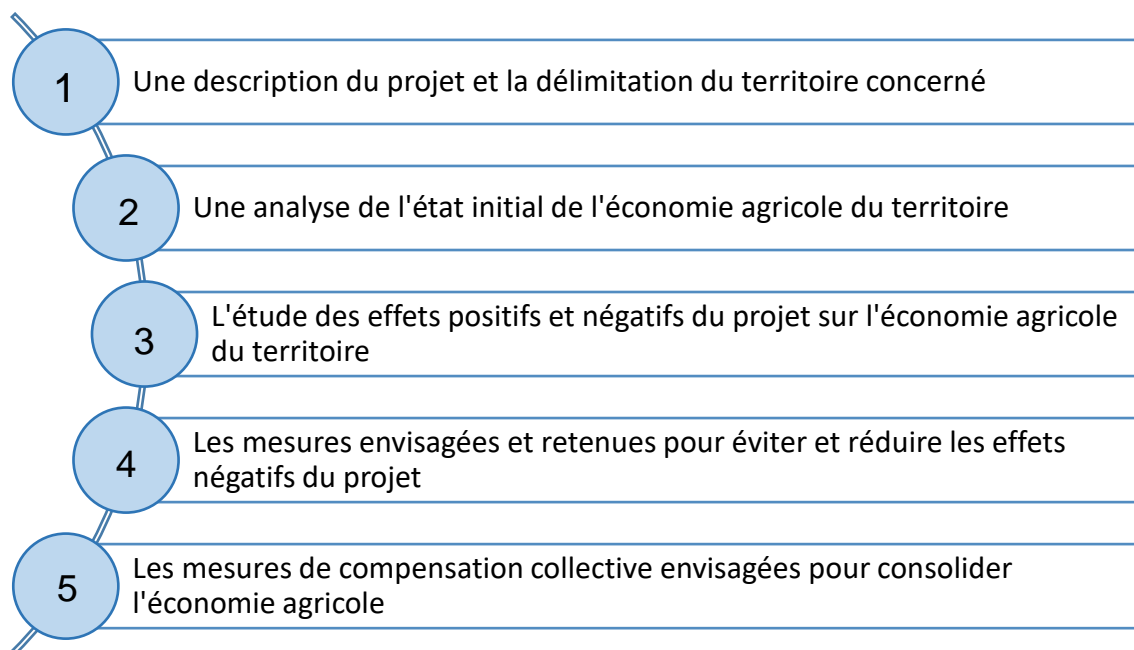 1
Une description du projet et la délimitation du territoire concerné
2
Une analyse de l'état initial de l'économie agricole du territoire
3
L'étude des effets positifs et négatifs du projet sur l'économie agricole
du territoire
4
Les mesures envisagées et retenues pour éviter et réduire les effets
négatifs du projet
5
Les mesures de compensation collective envisagées pour consolider
l'économie agricole